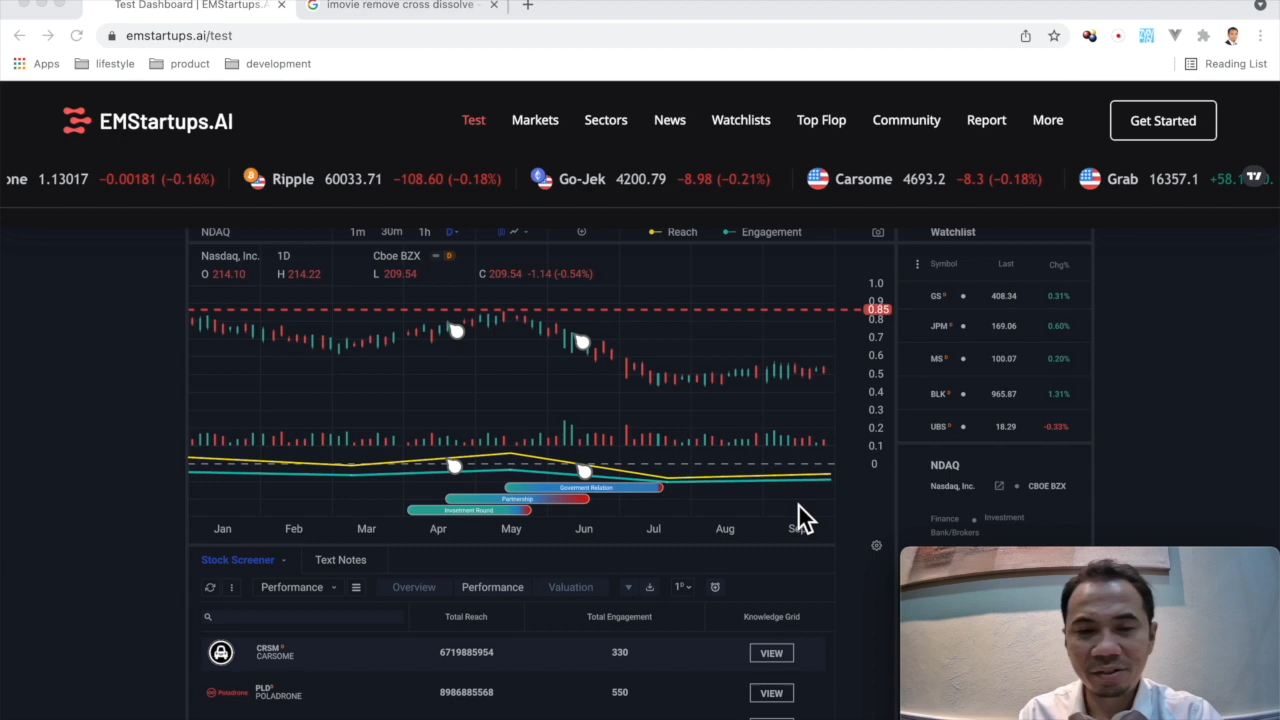 Test Dashboard | EMStartups.A
imovie remove cross dissolve -
emstartups.ai/test
Apps lifestyle product development Reading List
EMStartups.AI Test Markets Sectors News Watchlists Top Flop Community Report More Get Started
one 1.13017 −0.00181 (−0.16%) Ripple 60033.71 −108.60 (−0.18%) Go-Jek 4200.79 −8.98 (−0.21%) Carsome 4693.2 −8.3 (−0.18%) Grab 16357.1
NDAQ 1m 30m 1h D Reach Engagement Watchlist
Nasdaq, Inc. 1D Cboe BZX D
O 214.10 H 214.22 L 209.54 C 209.54 -1.14 (-0.54%)
Symbol Last Chg%
GS D 408.34 0.31%
JPM D 169.06 0.60%
MS D 100.07 0.20%
BLK D 965.87 1.31%
UBS D 18.29 -0.33%
1.0
0.9
0.85
0.8
0.7
0.6
0.5
0.4
0.3
0.2
0.1
0
Goverment Relation
Partnership
Investment Round
Jan Feb Mar Apr May Jun Jul Aug
NDAQ
Nasdaq, Inc. CBOE BZX
Finance Investment
Bank/Brokers
Stock Screener Text Notes
Performance Overview Performance Valuation 1D
Total Reach Total Engagement Knowledge Grid
CRSM D
CARSOME 6719885954 330 VIEW
Poladrone PLD D
POLADRONE 8986885568 550 VIEW